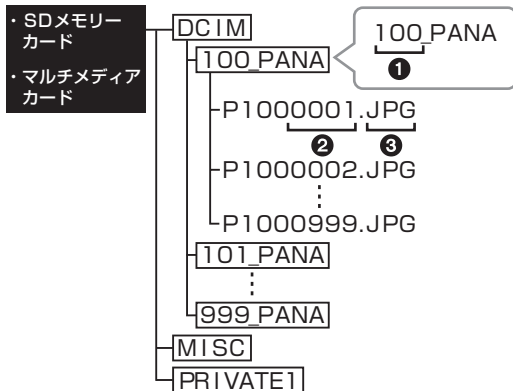 ・SDメモリー
カード
・マルチメディア
カード
DCIM
100_PANA
100_PANA
❶
P1000001.JPG
❷ ❸
P1000002.JPG
P1000999.JPG
101_PANA
999_PANA
MISC
PRIVATE1